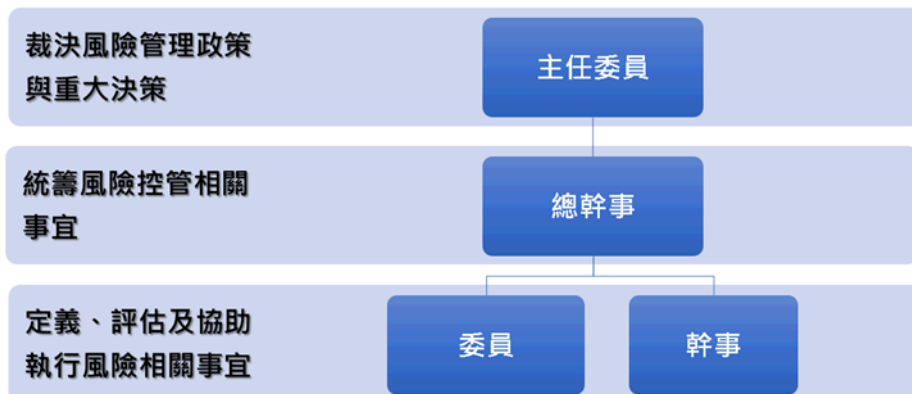 裁決風險管理政策
與重大決策
主任委員
統籌風險控管相關
事宜
總幹事
定義、評估及協助
執行風險相關事宜
委員
幹事